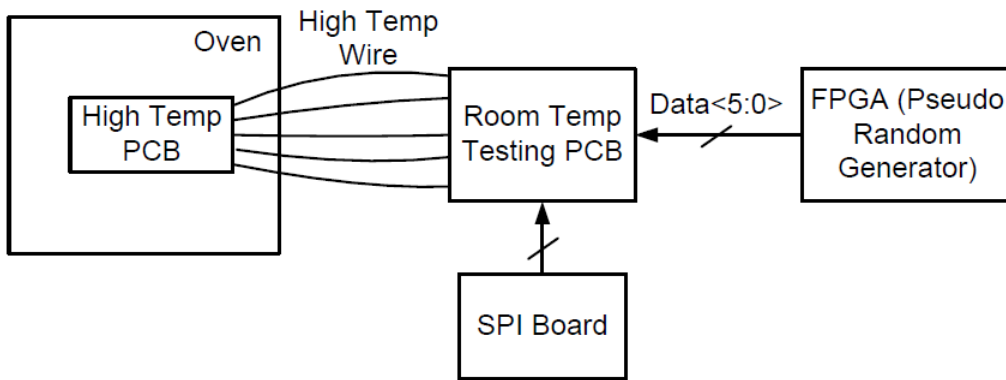 Oven
High Temp
Wire
High Temp
PCB
Room Temp
Testing PCB
Data<5:0>
FPGA (Pseudo
Random
Generator)
SPI Board